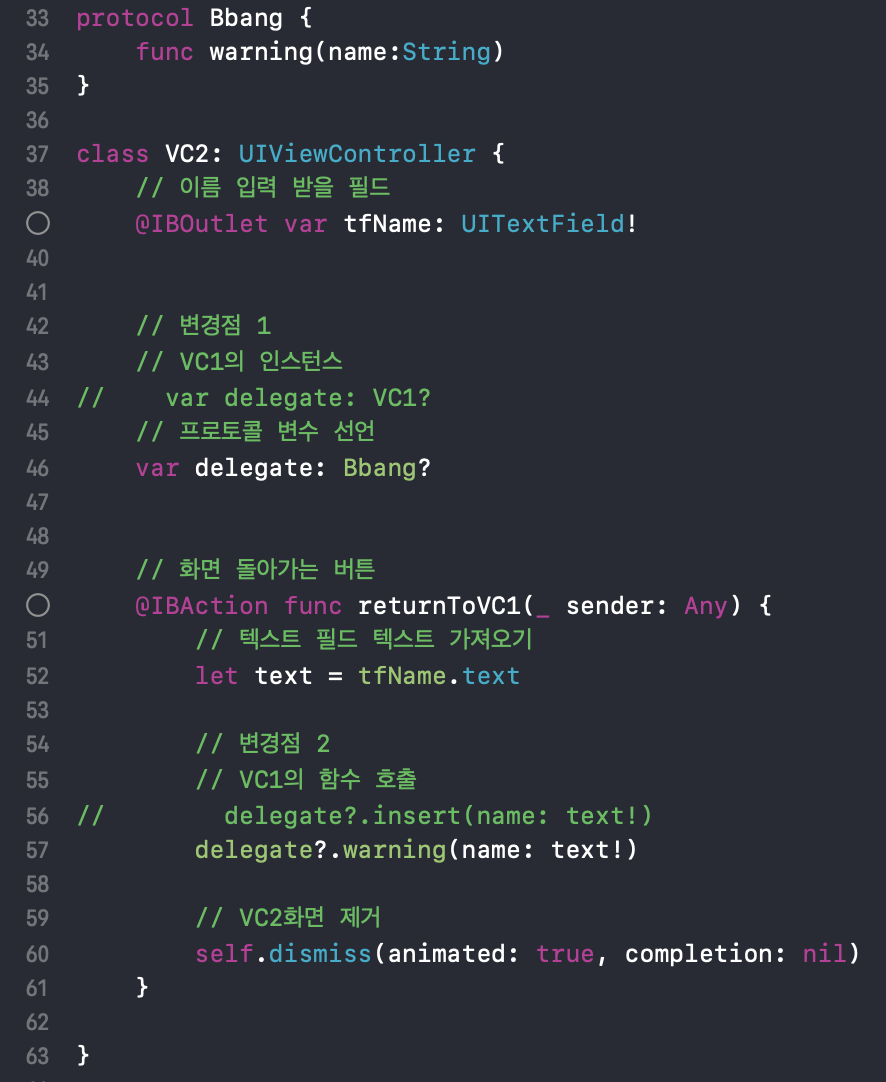 33 protocol Bbang {
34 func warning(name:String)
35 }
36
37 class VC2: UIViewController {
38 // 이름 입력 받을 필드
@IBOutlet var tfName: UITextField!
40
41
42 // 변경점 1
43 // VC1의 인스턴스
44 // var delegate: VC1?
45 // 프로토콜 변수 선언
46 var delegate: Bbang?
47
48
49 // 화면 돌아가는 버튼
@IBAction func returnToVC1(_ sender: Any) {
51 // 텍스트 필드 텍스트 가져오기
52 let text = tfName.text
53
54 // 변경점 2
55 // VC1의 함수 호출
56 // delegate?.insert(name: text!)
57 delegate?.warning(name: text!)
58
59 // VC2화면 제거
60 self.dismiss(animated: true, completion: nil)
61 }
62
63 }